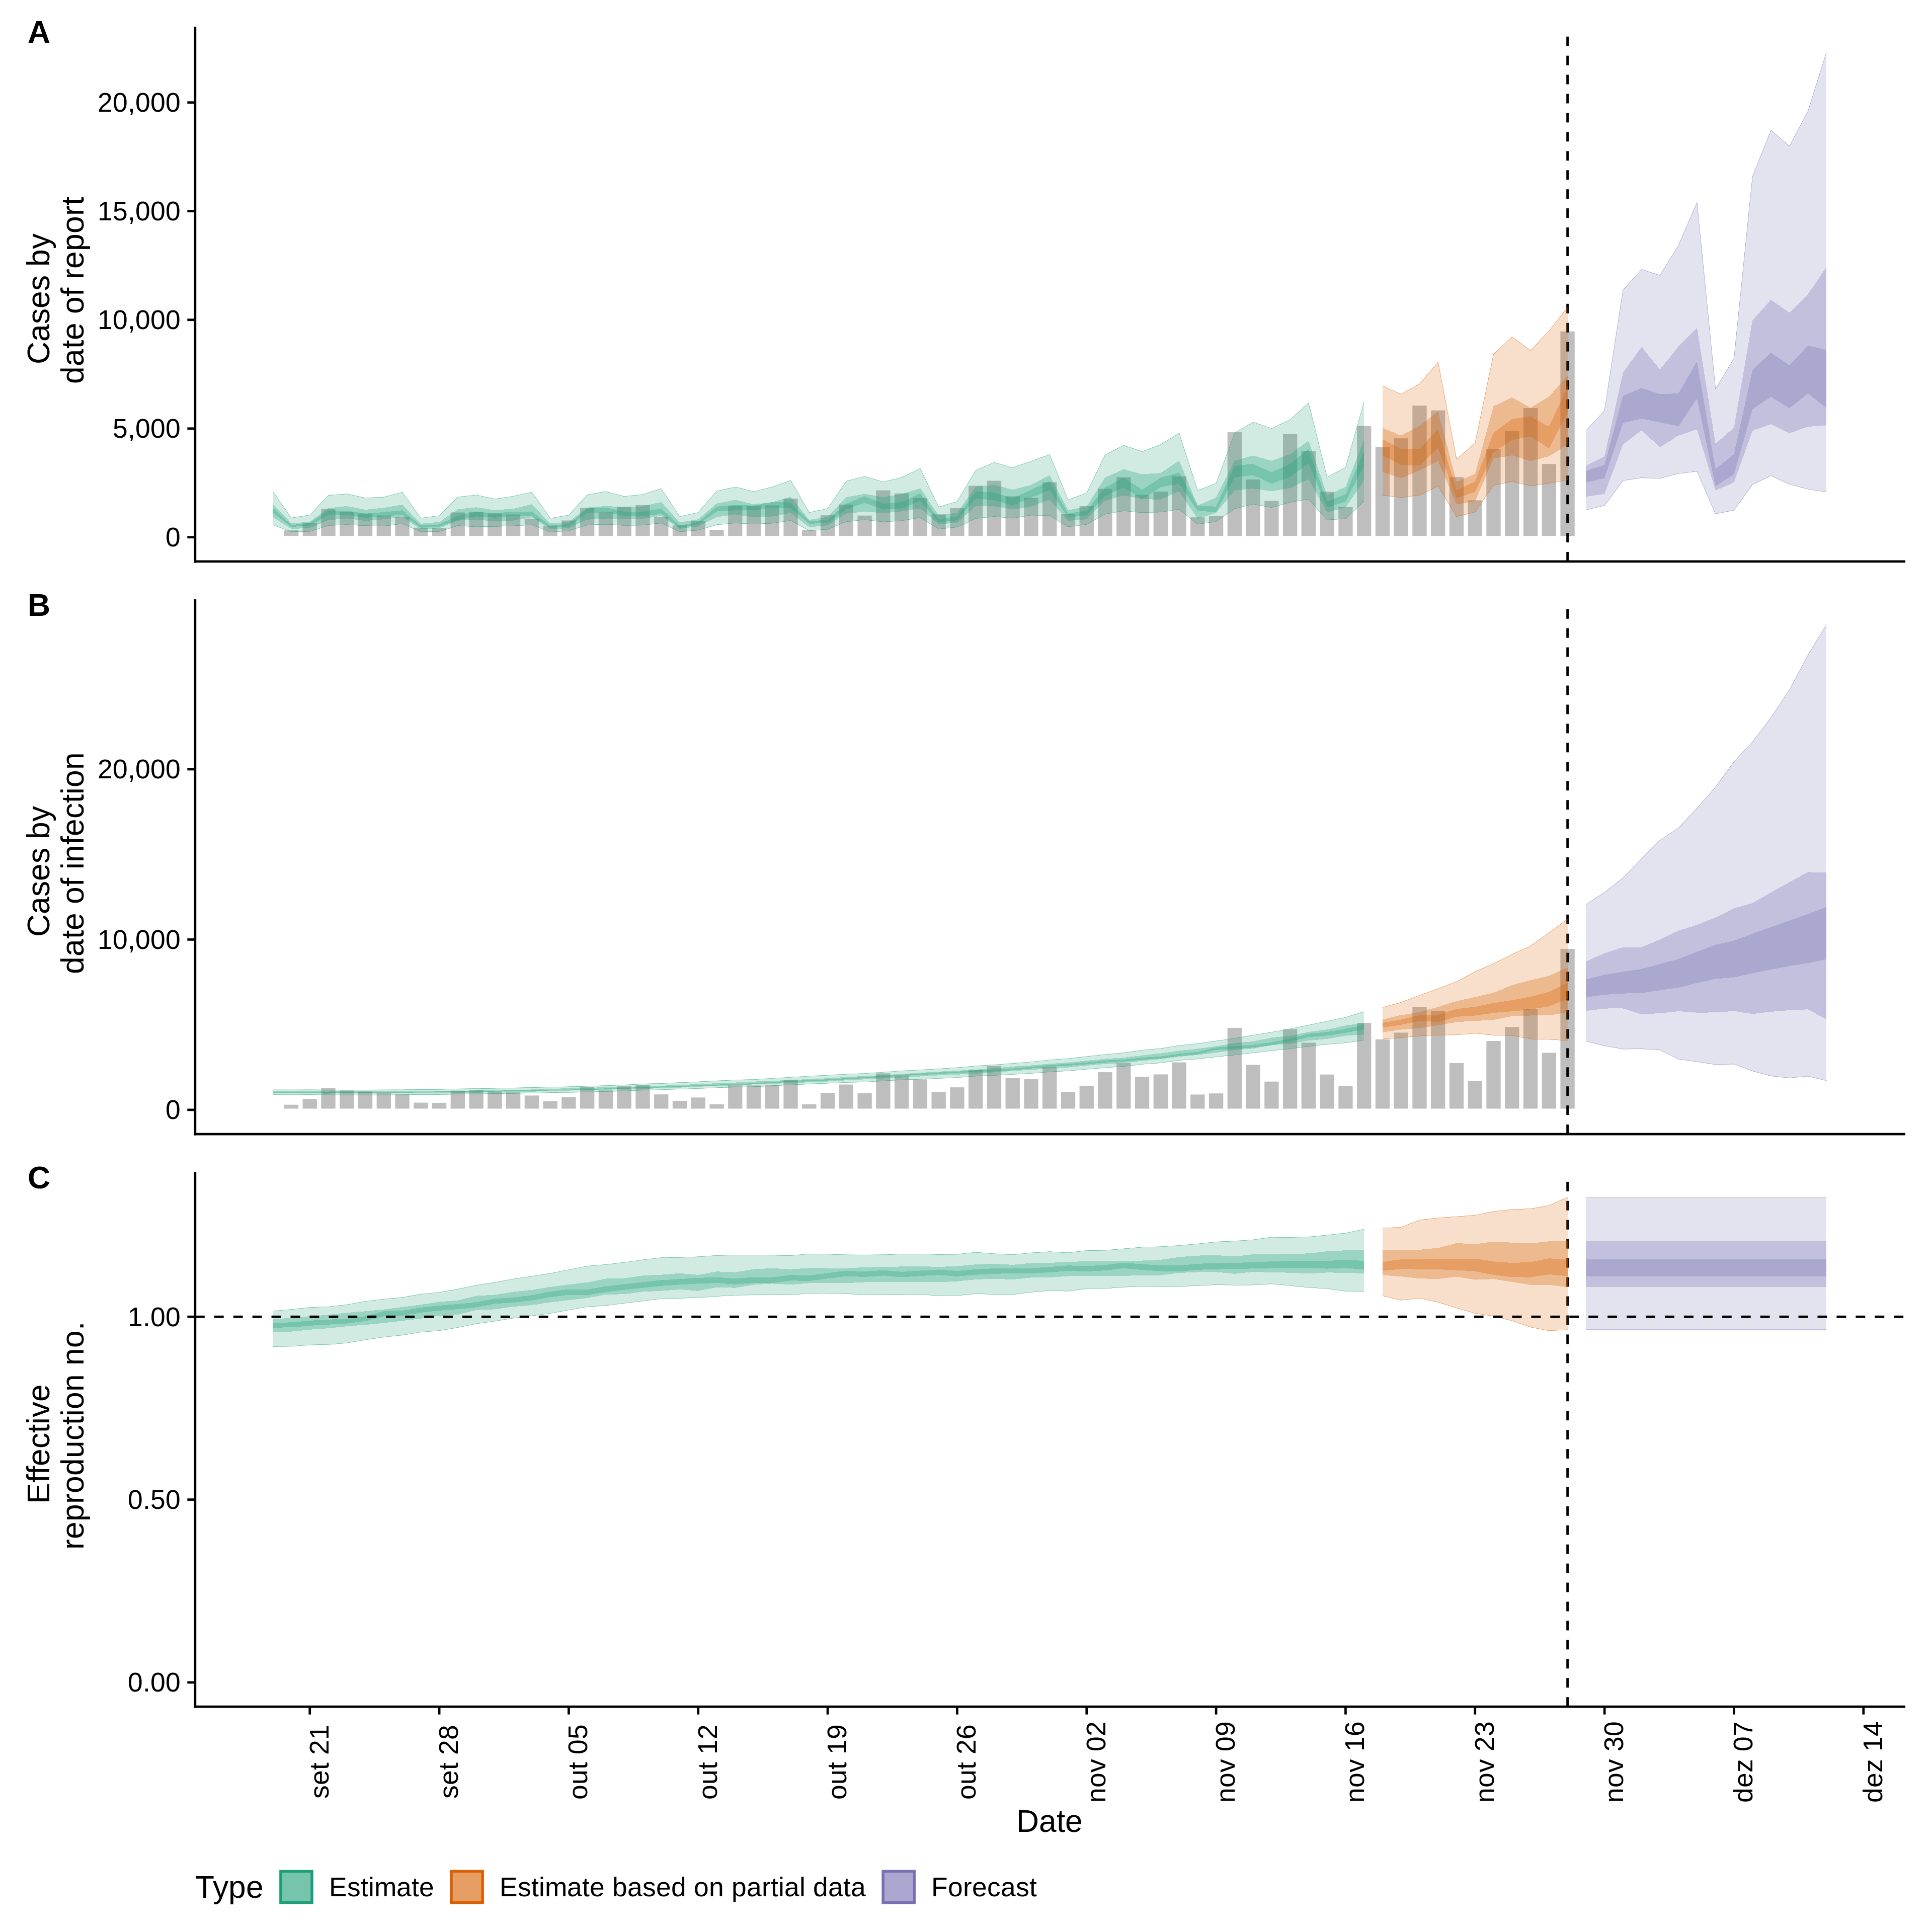 A
Cases by
date of report
20,000
15,000
10,000
5,000
0
B
Cases by
date of infection
20,000
10,000
0
C
Effective
reproduction no.
1.00
0.50
0.00
set 21
set 28
out 05
out 12
out 19
out 26
nov 02
nov 09
nov 16
nov 23
nov 30
dez 07
dez 14
Date
Type Estimate Estimate based on partial data Forecast